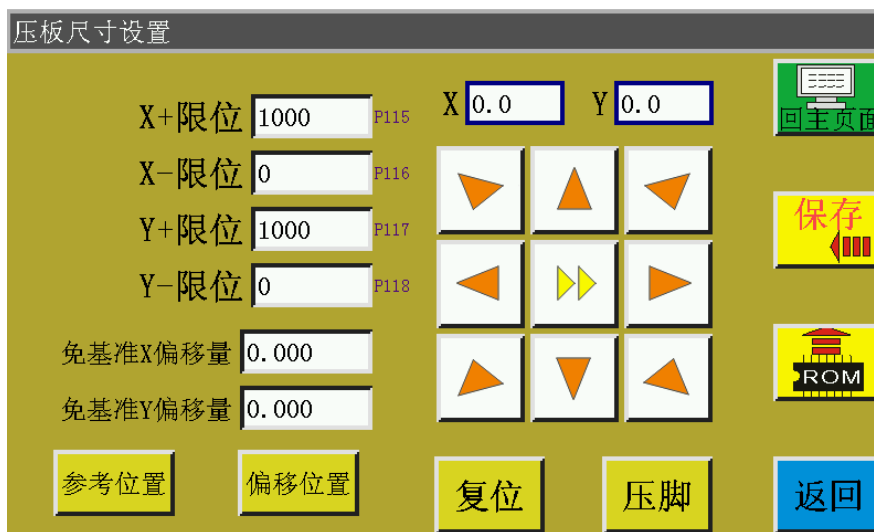 压板尺寸设置
X+限位 1000 P115
X-限位 0 P116
Y+限位 1000 P117
Y-限位 0 P118
免基准X偏移量 0.000
免基准Y偏移量 0.000
参考位置 偏移位置
X 0.0 Y 0.0
复位 压脚
回主页面
保存
ROM
返回